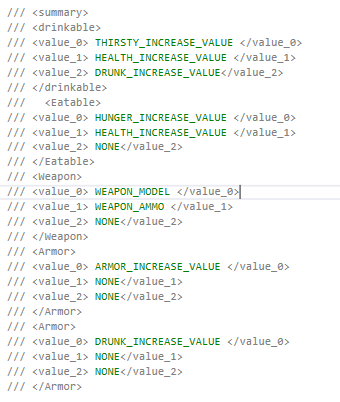 /// <summary>
/// <drinkable>
/// <value_0> THIRSTY_INCREASE_VALUE </value_0>
/// <value_1> HEALTH_INCREASE_VALUE </value_1>
/// <value_2> DRUNK_INCREASE_VALUE</value_2>
/// </drinkable>
///   <Eatable>
/// <value_0> HUNGER_INCREASE_VALUE </value_0>
/// <value_1> HEALTH_INCREASE_VALUE </value_1>
/// <value_2> NONE</value_2>
/// </Eatable>
/// <Weapon>
/// <value_0> WEAPON_MODEL </value_0>
/// <value_1> WEAPON_AMMO </value_1>
/// <value_2> NONE</value_2>
/// </Weapon>
/// <Armor>
/// <value_0> ARMOR_INCREASE_VALUE </value_0>
/// <value_1> NONE</value_1>
/// <value_2> NONE</value_2>
/// </Armor>
/// <Armor>
/// <value_0> DRUNK_INCREASE_VALUE </value_0>
/// <value_1> NONE</value_1>
/// <value_2> NONE</value_2>
/// </Armor>